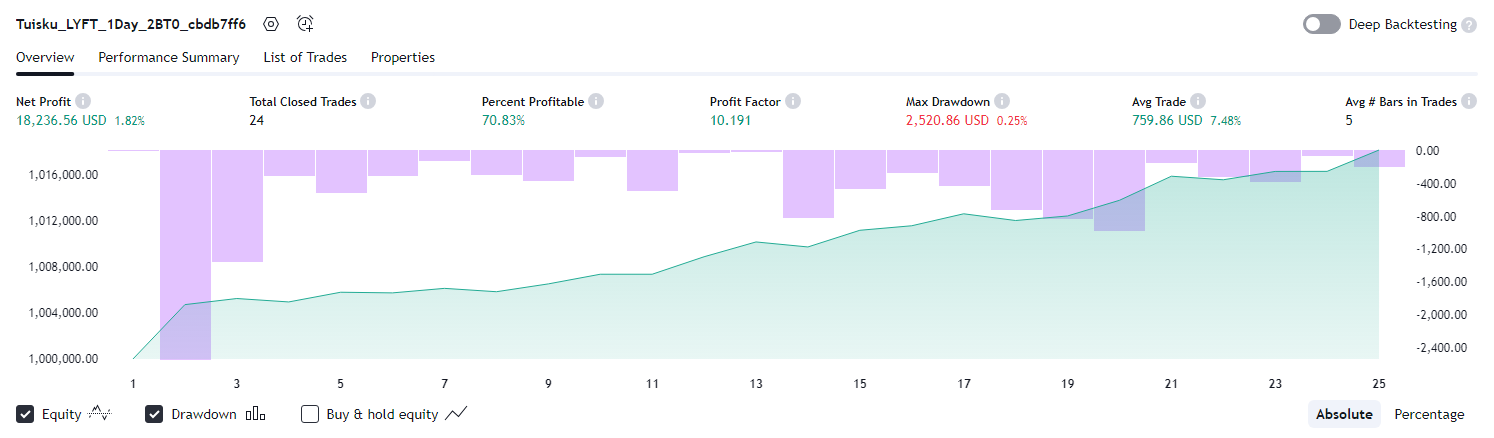 Tuisku_LYFT_1Day_2BT0_cbdb7ff6 Deep Backtesting ?
Overview Performance Summary List of Trades Properties
Net Profit Total Closed Trades Percent Profitable Profit Factor Max Drawdown Avg Trade Avg # Bars in Trades
18,236.56 USD 1.82% 24 70.83% 10.191 2,520.86 USD 0.25% 759.86 USD 7.48% 5
0.00
1,016,000.00
-400.00
-800.00
1,012,000.00
-1,200.00
1,008,000.00
-1,600.00
1,004,000.00
-2,000.00
-2,400.00
1,000,000.00
1 3 5 7 9 11 13 15 17 19 21 23 25
Equity Drawdown Buy & hold equity Absolute Percentage